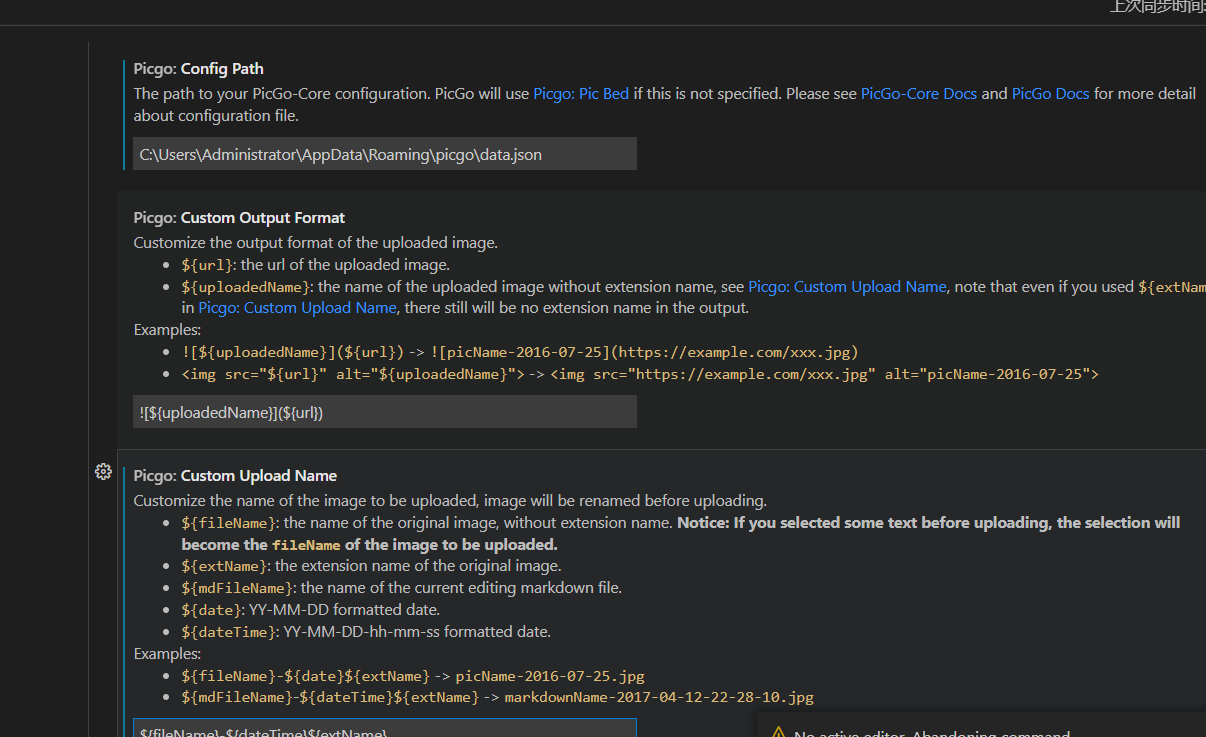 上次同步时间:
Picgo: Config Path
The path to your PicGo-Core configuration. PicGo will use Picgo: Pic Bed if this is not specified. Please see PicGo-Core Docs and PicGo Docs for more detail
about configuration file.
C:\Users\Administrator\AppData\Roaming\picgo\data.json
Picgo: Custom Output Format
Customize the output format of the uploaded image.
• ${url}: the url of the uploaded image.
• ${uploadedName}: the name of the uploaded image without extension name, see Picgo: Custom Upload Name, note that even if you used ${extNam
in Picgo: Custom Upload Name, there still will be no extension name in the output.
Examples:
• ![${uploadedName}](${url}) -> ![picName-2016-07-25](https://example.com/xxx.jpg)
• <img src="${url}" alt="${uploadedName}"> -> <img src="https://example.com/xxx.jpg" alt="picName-2016-07-25">
![${uploadedName}](${url})
Picgo: Custom Upload Name
Customize the name of the image to be uploaded, image will be renamed before uploading.
• ${fileName}: the name of the original image, without extension name. Notice: If you selected some text before uploading, the selection will
become the fileName of the image to be uploaded.
• ${extName}: the extension name of the original image.
• ${mdFileName}: the name of the current editing markdown file.
• ${date}: YY-MM-DD formatted date.
• ${dateTime}: YY-MM-DD-hh-mm-ss formatted date.
Examples:
• ${fileName}-${date}${extName} -> picName-2016-07-25.jpg
• ${mdFileName}-${dateTime}${extName} -> markdownName-2017-04-12-22-28-10.jpg
${fileName}-${dateTime}${extName}
No active editor. Abandoning command.